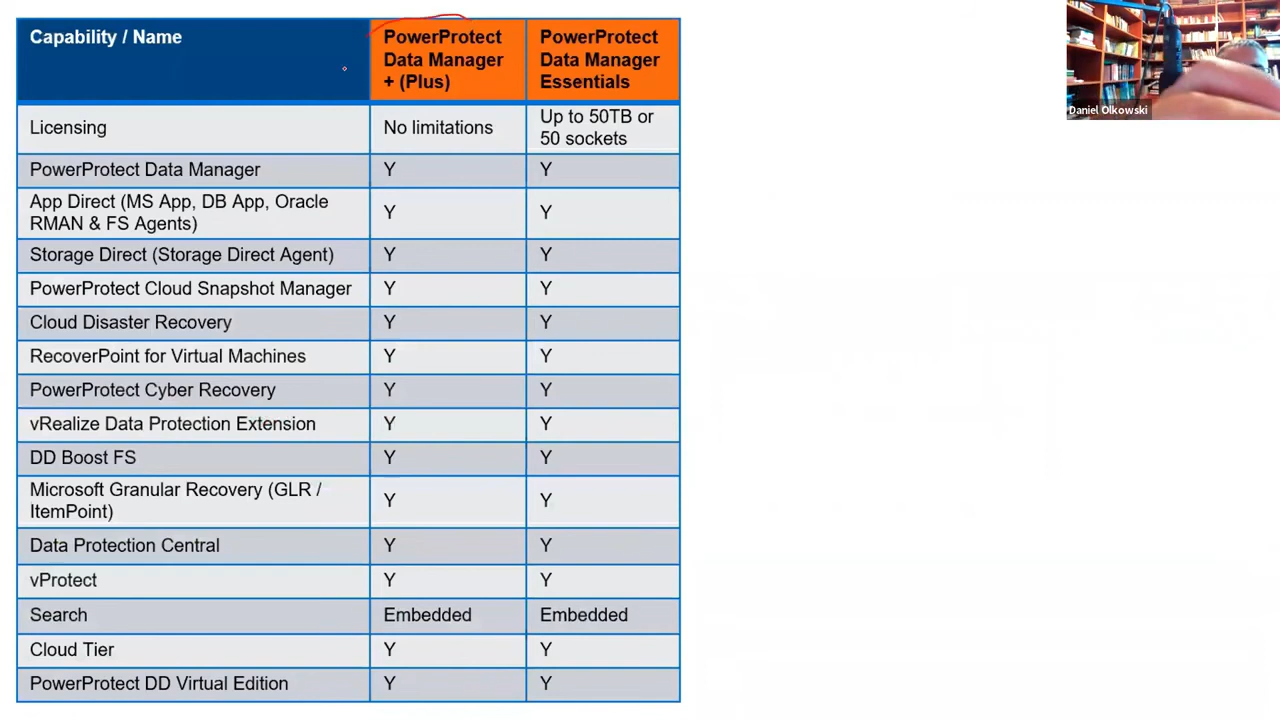 Capability / Name
PowerProtect
Data Manager
+ (Plus)
PowerProtect
Data Manager
Essentials
Licensing
No limitations
Up to 50TB or
50 sockets
PowerProtect Data Manager
Y
Y
App Direct (MS App, DB App, Oracle
RMAN & FS Agents)
Y
Y
Storage Direct (Storage Direct Agent)
Y
Y
PowerProtect Cloud Snapshot Manager
Y
Y
Cloud Disaster Recovery
Y
Y
RecoverPoint for Virtual Machines
Y
Y
PowerProtect Cyber Recovery
Y
Y
vRealize Data Protection Extension
Y
Y
DD Boost FS
Y
Y
Microsoft Granular Recovery (GLR /
ItemPoint)
Y
Y
Data Protection Central
Y
Y
vProtect
Y
Y
Search
Embedded
Embedded
Cloud Tier
Y
Y
PowerProtect DD Virtual Edition
Y
Y
Daniel Olkowski